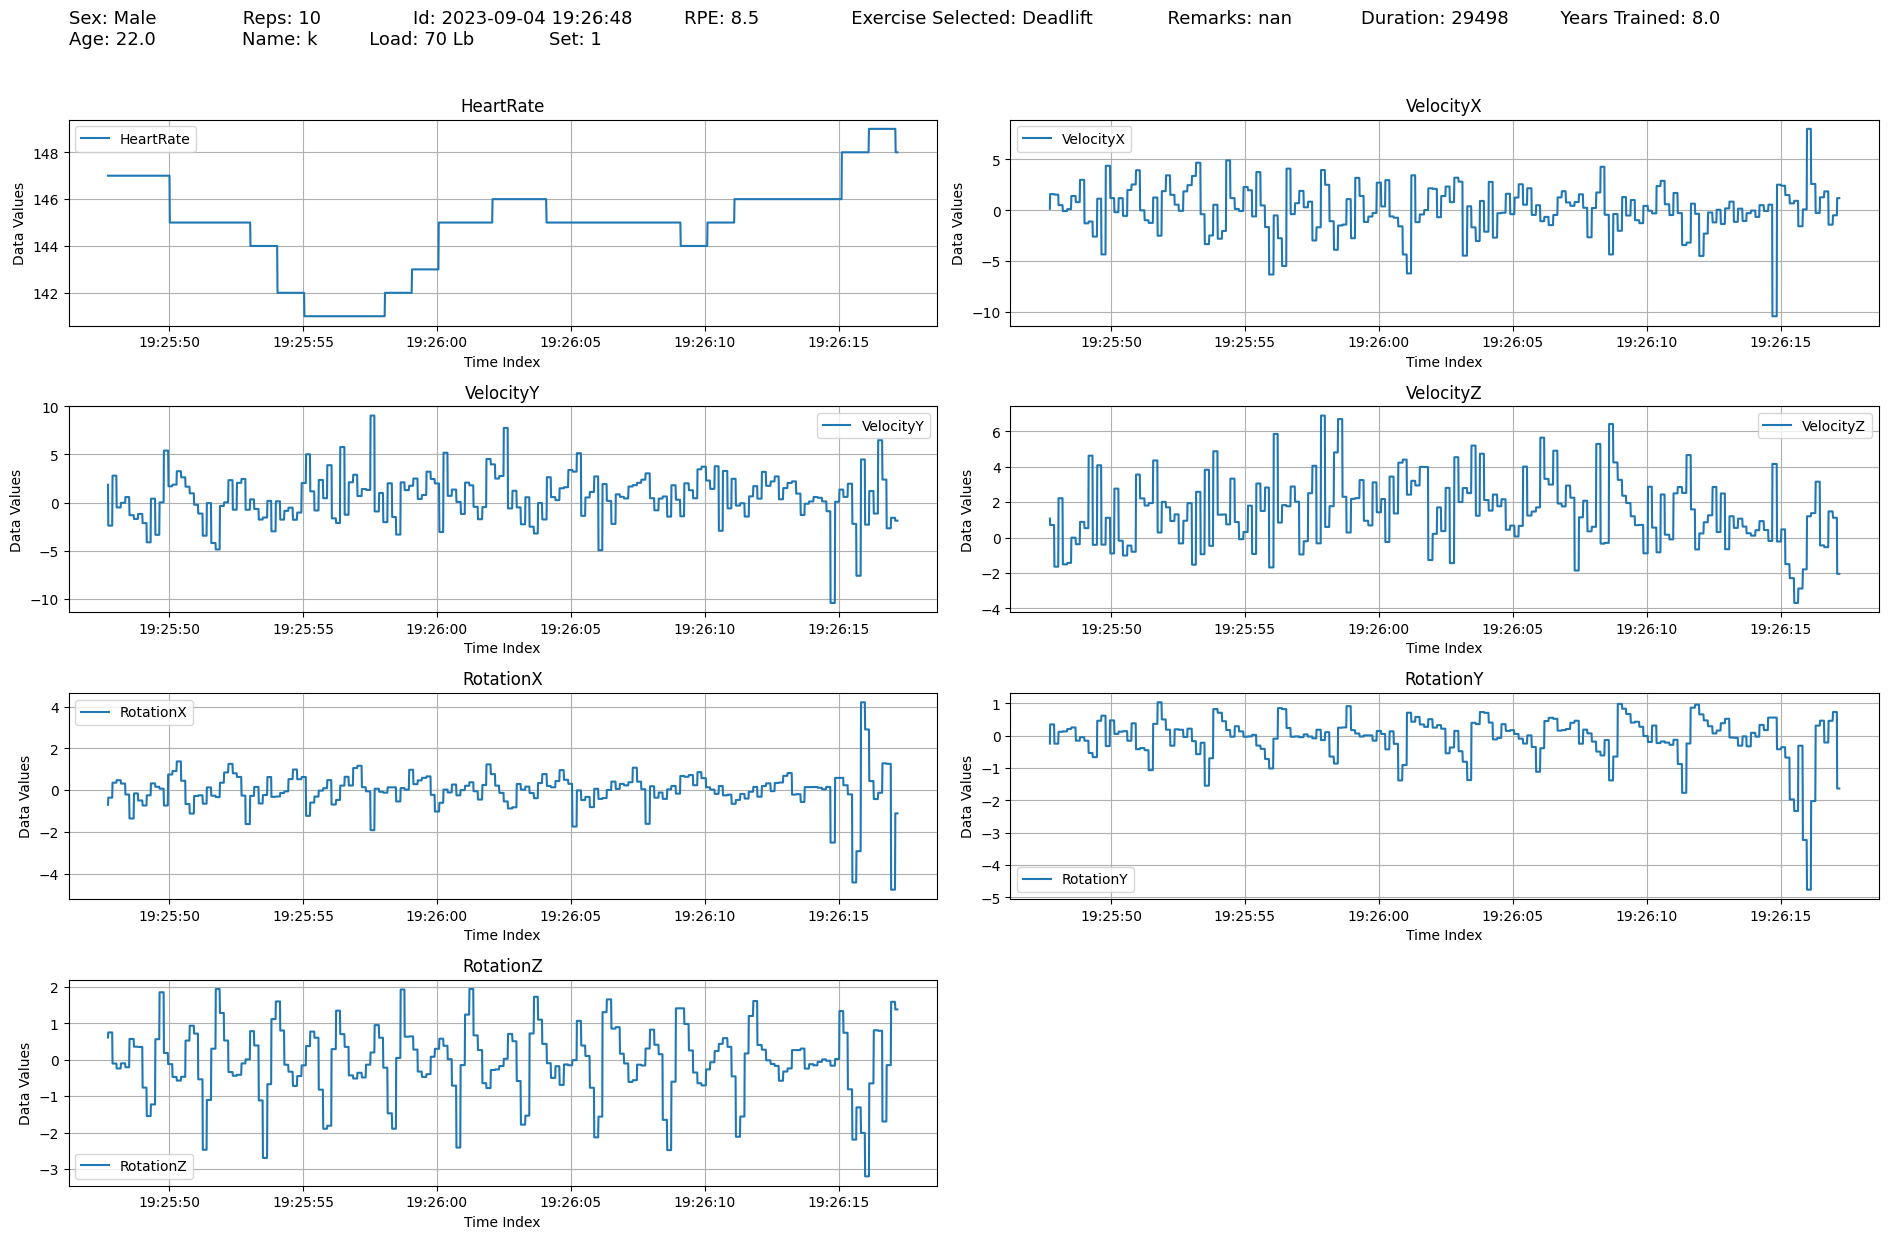 Sex: Male Reps: 10 Id: 2023-09-04 19:26:48 RPE: 8.5 Exercise Selected: Deadlift Remarks: nan Duration: 29498 Years Trained: 8.0
Age: 22.0 Name: k Load: 70 Lb Set: 1
HeartRate
HeartRate
Data Values
148
146
144
142
19:25:50 19:25:55 19:26:00 19:26:05 19:26:10 19:26:15
Time Index
VelocityX
VelocityX
Data Values
5
0
−5
−10
19:25:50 19:25:55 19:26:00 19:26:05 19:26:10 19:26:15
Time Index
VelocityY
VelocityY
Data Values
10
5
0
−5
−10
19:25:50 19:25:55 19:26:00 19:26:05 19:26:10 19:26:15
Time Index
VelocityZ
VelocityZ
Data Values
6
4
2
0
−2
−4
19:25:50 19:25:55 19:26:00 19:26:05 19:26:10 19:26:15
Time Index
RotationX
RotationX
Data Values
4
2
0
−2
−4
19:25:50 19:25:55 19:26:00 19:26:05 19:26:10 19:26:15
Time Index
RotationY
RotationY
Data Values
1
0
−1
−2
−3
−4
−5
19:25:50 19:25:55 19:26:00 19:26:05 19:26:10 19:26:15
Time Index
RotationZ
RotationZ
Data Values
2
1
0
−1
−2
−3
19:25:50 19:25:55 19:26:00 19:26:05 19:26:10 19:26:15
Time Index